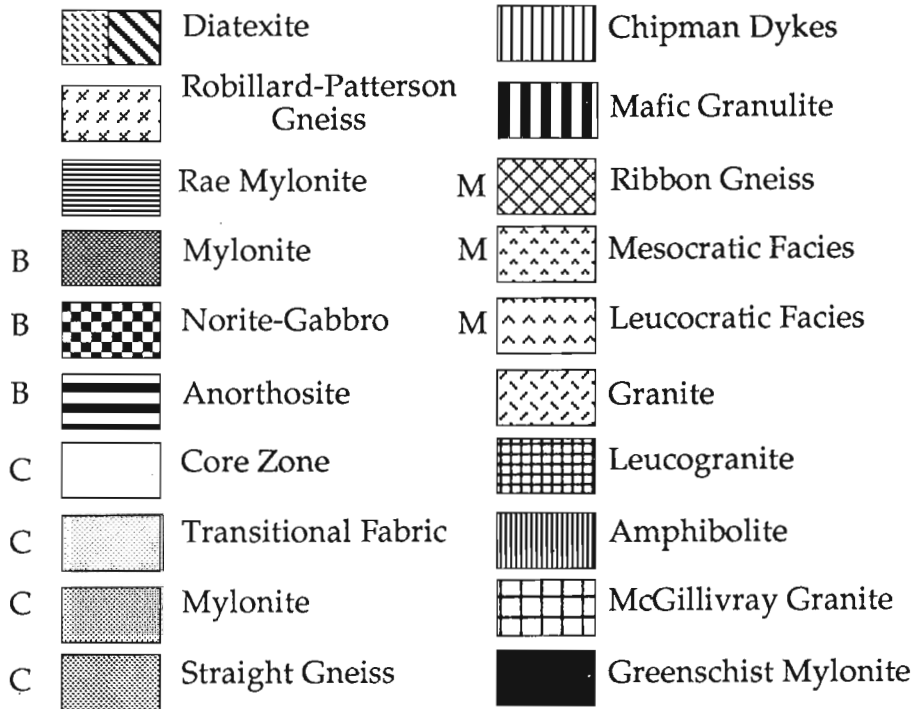 Diatexite
Robillard-Patterson
Gneiss
Rae Mylonite
B Mylonite
B Norite-Gabbro
B Anorthosite
C Core Zone
C Transitional Fabric
C Mylonite
C Straight Gneiss
Chipman Dykes
Mafic Granulite
M Ribbon Gneiss
M Mesocratic Facies
M Leucocratic Facies
Granite
Leucogranite
Amphibolite
McGillivray Granite
Greenschist Mylonite